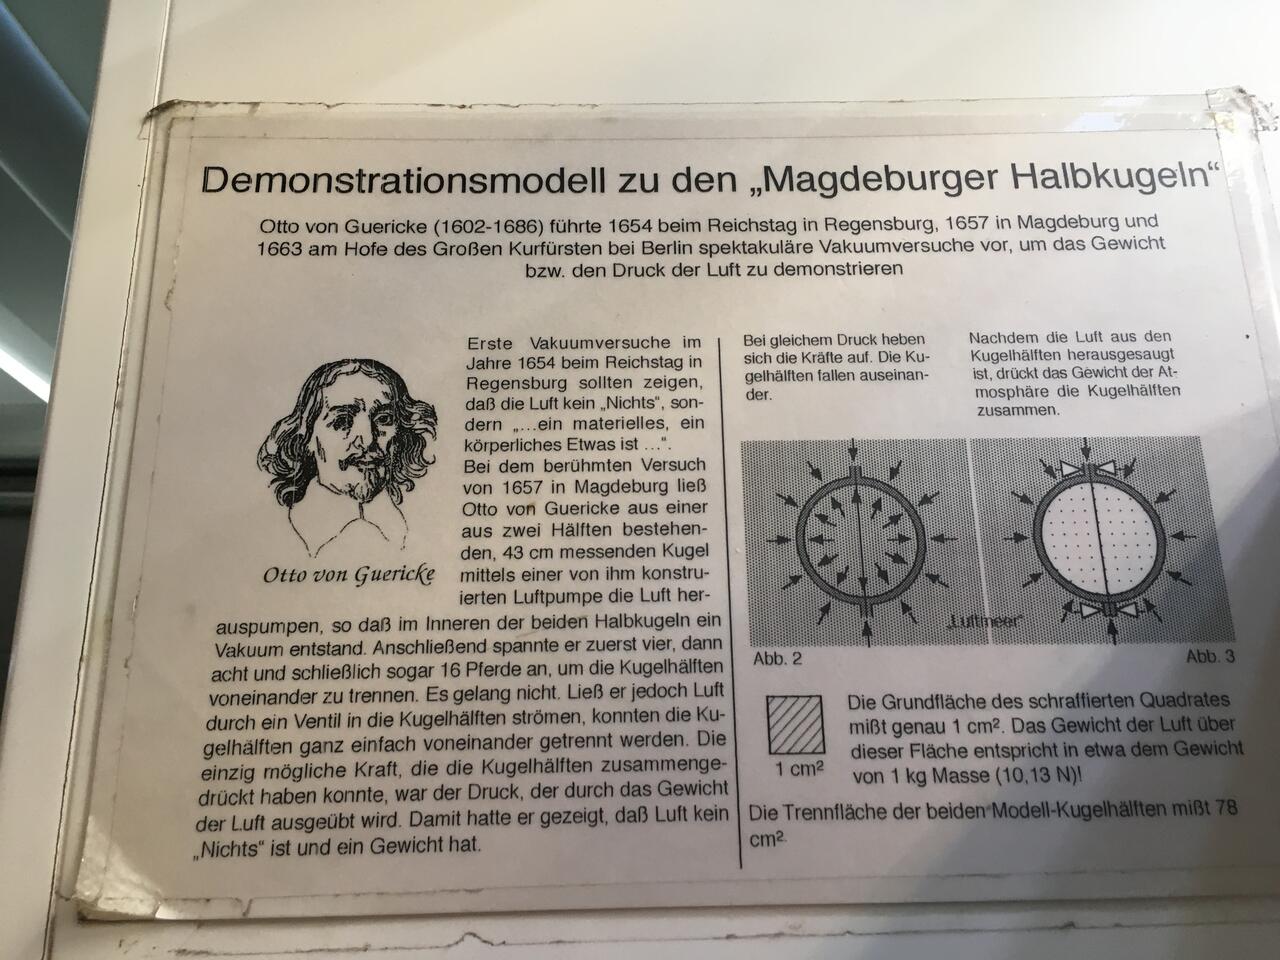 Demonstrationsmodell zu den „Magdeburger Halbkugeln“
Otto von Guericke (1602-1686) führte 1654 beim Reichstag in Regensburg, 1657 in Magdeburg und
1663 am Hofe des Großen Kurfürsten bei Berlin spektakuläre Vakuumversuche vor, um das Gewicht
bzw. den Druck der Luft zu demonstrieren
Otto von Guericke
Erste Vakuumversuche im
Jahre 1654 beim Reichstag in
Regensburg sollten zeigen,
daß die Luft kein „Nichts“, son-
dern „...ein materielles, ein
körperliches Etwas ist ...“.
Bei dem berühmten Versuch
von 1657 in Magdeburg ließ
Otto von Guericke aus einer
aus zwei Hälften bestehen-
den, 43 cm messenden Kugel
mittels einer von ihm konstru-
ierten Luftpumpe die Luft her-
auspumpen, so daß im Inneren der beiden Halbkugeln ein
Vakuum entstand. Anschließend spannte er zuerst vier, dann
acht und schließlich sogar 16 Pferde an, um die Kugelhälften
voneinander zu trennen. Es gelang nicht. Ließ er jedoch Luft
durch ein Ventil in die Kugelhälften strömen, konnten die Ku-
gelhälften ganz einfach voneinander getrennt werden. Die
einzig mögliche Kraft, die die Kugelhälften zusammenge-
drückt haben konnte, war der Druck, der durch das Gewicht
der Luft ausgeübt wird. Damit hatte er gezeigt, daß Luft kein
„Nichts“ ist und ein Gewicht hat.
Bei gleichem Druck heben
sich die Kräfte auf. Die Ku-
gelhälften fallen auseinan-
der.
Nachdem die Luft aus den
Kugelhälften herausgesaugt
ist, drückt das Gewicht der At-
mosphäre die Kugelhälften
zusammen.
„Luftmeer“
Abb. 2
Abb. 3
1 cm²
Die Grundfläche des schraffierten Quadrates
mißt genau 1 cm². Das Gewicht der Luft über
dieser Fläche entspricht in etwa dem Gewicht
von 1 kg Masse (10,13 N)!
Die Trennfläche der beiden Modell-Kugelhälften mißt 78
cm².